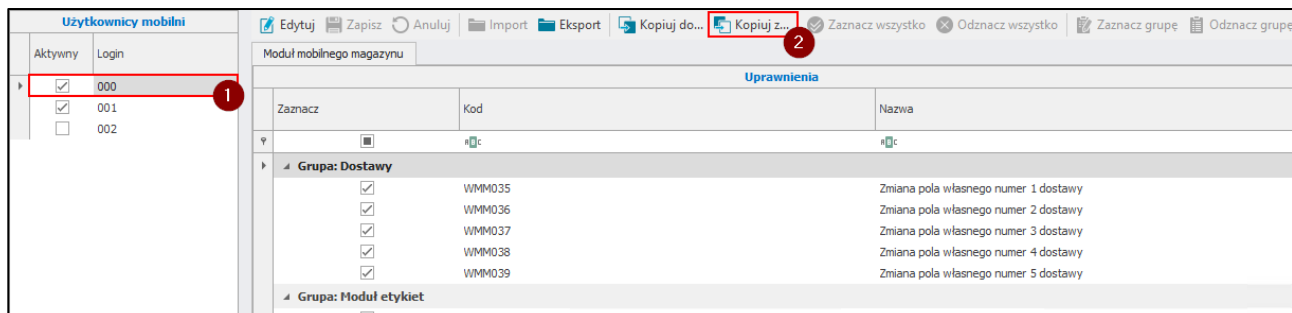 Użytkownicy mobilni
Aktywny Login
000
1
001
002
Edytuj Zapisz Anuluj Import Eksport Kopiuj do... Kopiuj z... Zaznacz wszystko Odznacz wszystko Zaznacz grupę Odznacz grupę
2
Moduł mobilnego magazynu
Uprawnienia
Zaznacz Kod Nazwa
Grupa: Dostawy
WMM035 Zmiana pola własnego numer 1 dostawy
WMM036 Zmiana pola własnego numer 2 dostawy
WMM037 Zmiana pola własnego numer 3 dostawy
WMM038 Zmiana pola własnego numer 4 dostawy
WMM039 Zmiana pola własnego numer 5 dostawy
Grupa: Moduł etykiet